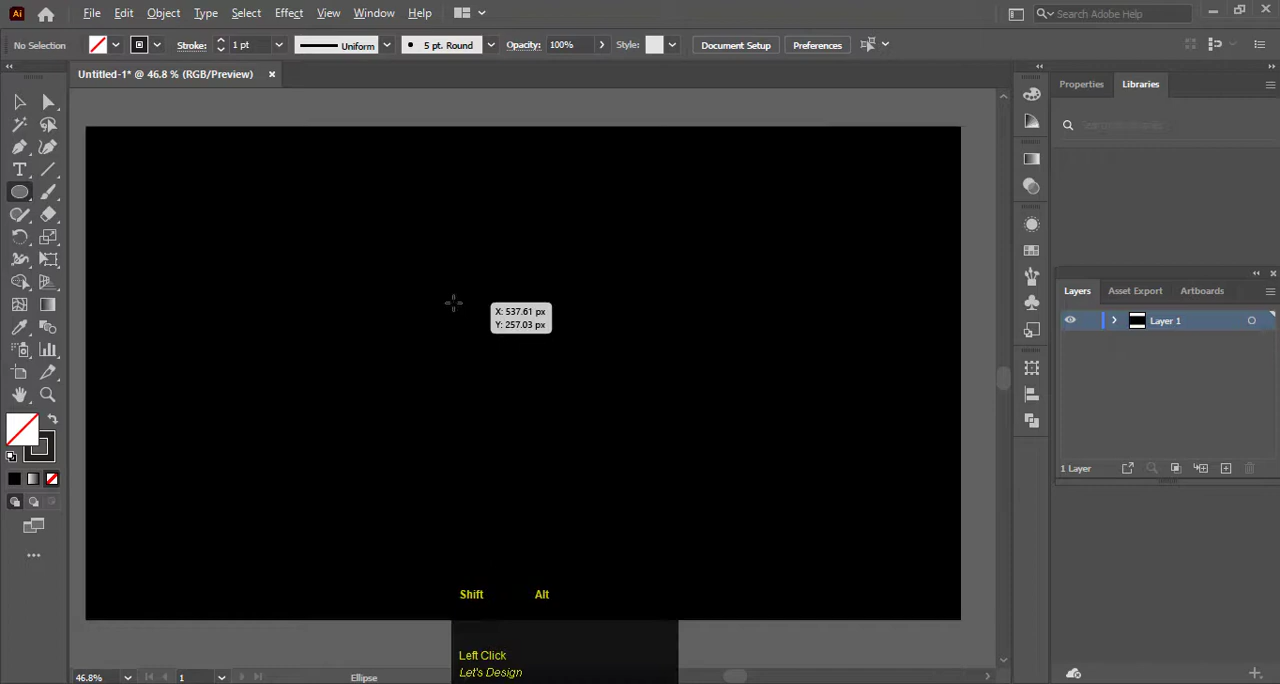 Ai File Edit Object Type Select Effect View Window Help Search Adobe Help
No Selection Stroke: 1 pt Uniform 5 pt. Round Opacity: 100% Style: Document Setup Preferences
Untitled-1* @ 46.8 % (RGB/Preview) ×
Properties Libraries
X: 537.61 px
Y: 257.03 px
Layers Asset Export Artboards
Layer 1
1 Layer
Shift Alt
Left Click
Let's Design
46.8% 1 Ellipse